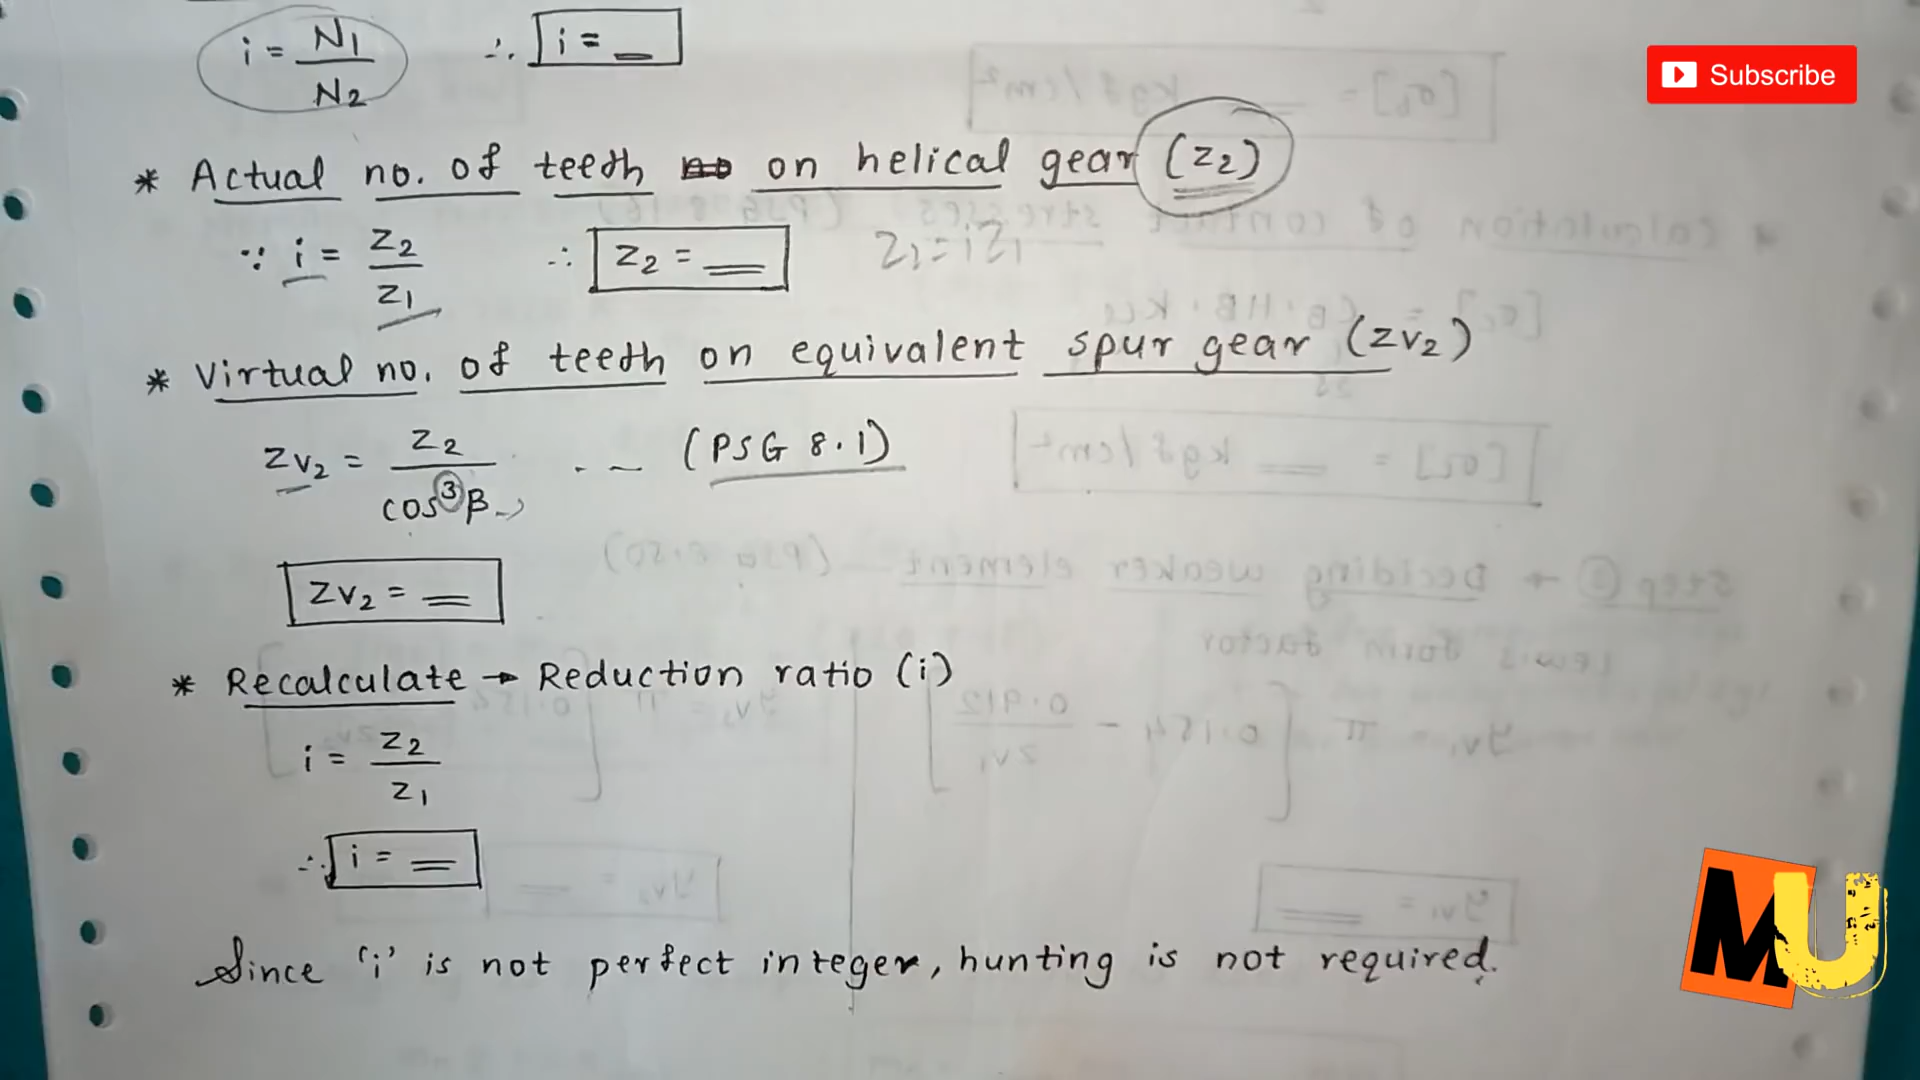 i = N1 / N2 ∴ i = _
Subscribe
* Actual no. of teeth on helical gear (z2)
∵ i = z2 / z1 ∴ z2 = __ z2 = iz1
* Virtual no. of teeth on equivalent spur gear (zv2)
zv2 = z2 / cos³β -- (PSG 8.1)
zv2 = __
* Recalculate → Reduction ratio (i)
i = z2 / z1
∴ i = __
Since 'i' is not perfect integer, hunting is not required.
MU